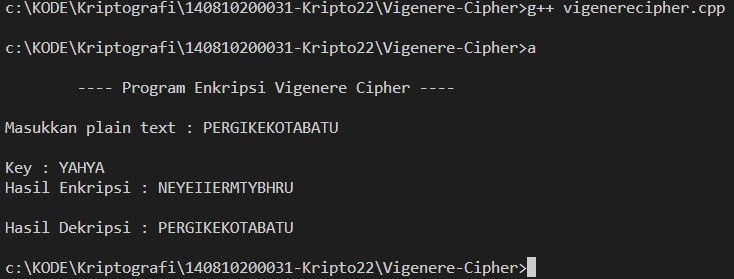 c:\KODE\Kriptografi\140810200031-Kripto22\Vigenere-Cipher>g++ vigenerecipher.cpp
c:\KODE\Kriptografi\140810200031-Kripto22\Vigenere-Cipher>a
---- Program Enkripsi Vigenere Cipher ----
Masukkan plain text : PERGIKEKOTABATU
Key : YAHYA
Hasil Enkripsi : NEYEIIERMTYBHRU
Hasil Dekripsi : PERGIKEKOTABATU
c:\KODE\Kriptografi\140810200031-Kripto22\Vigenere-Cipher>